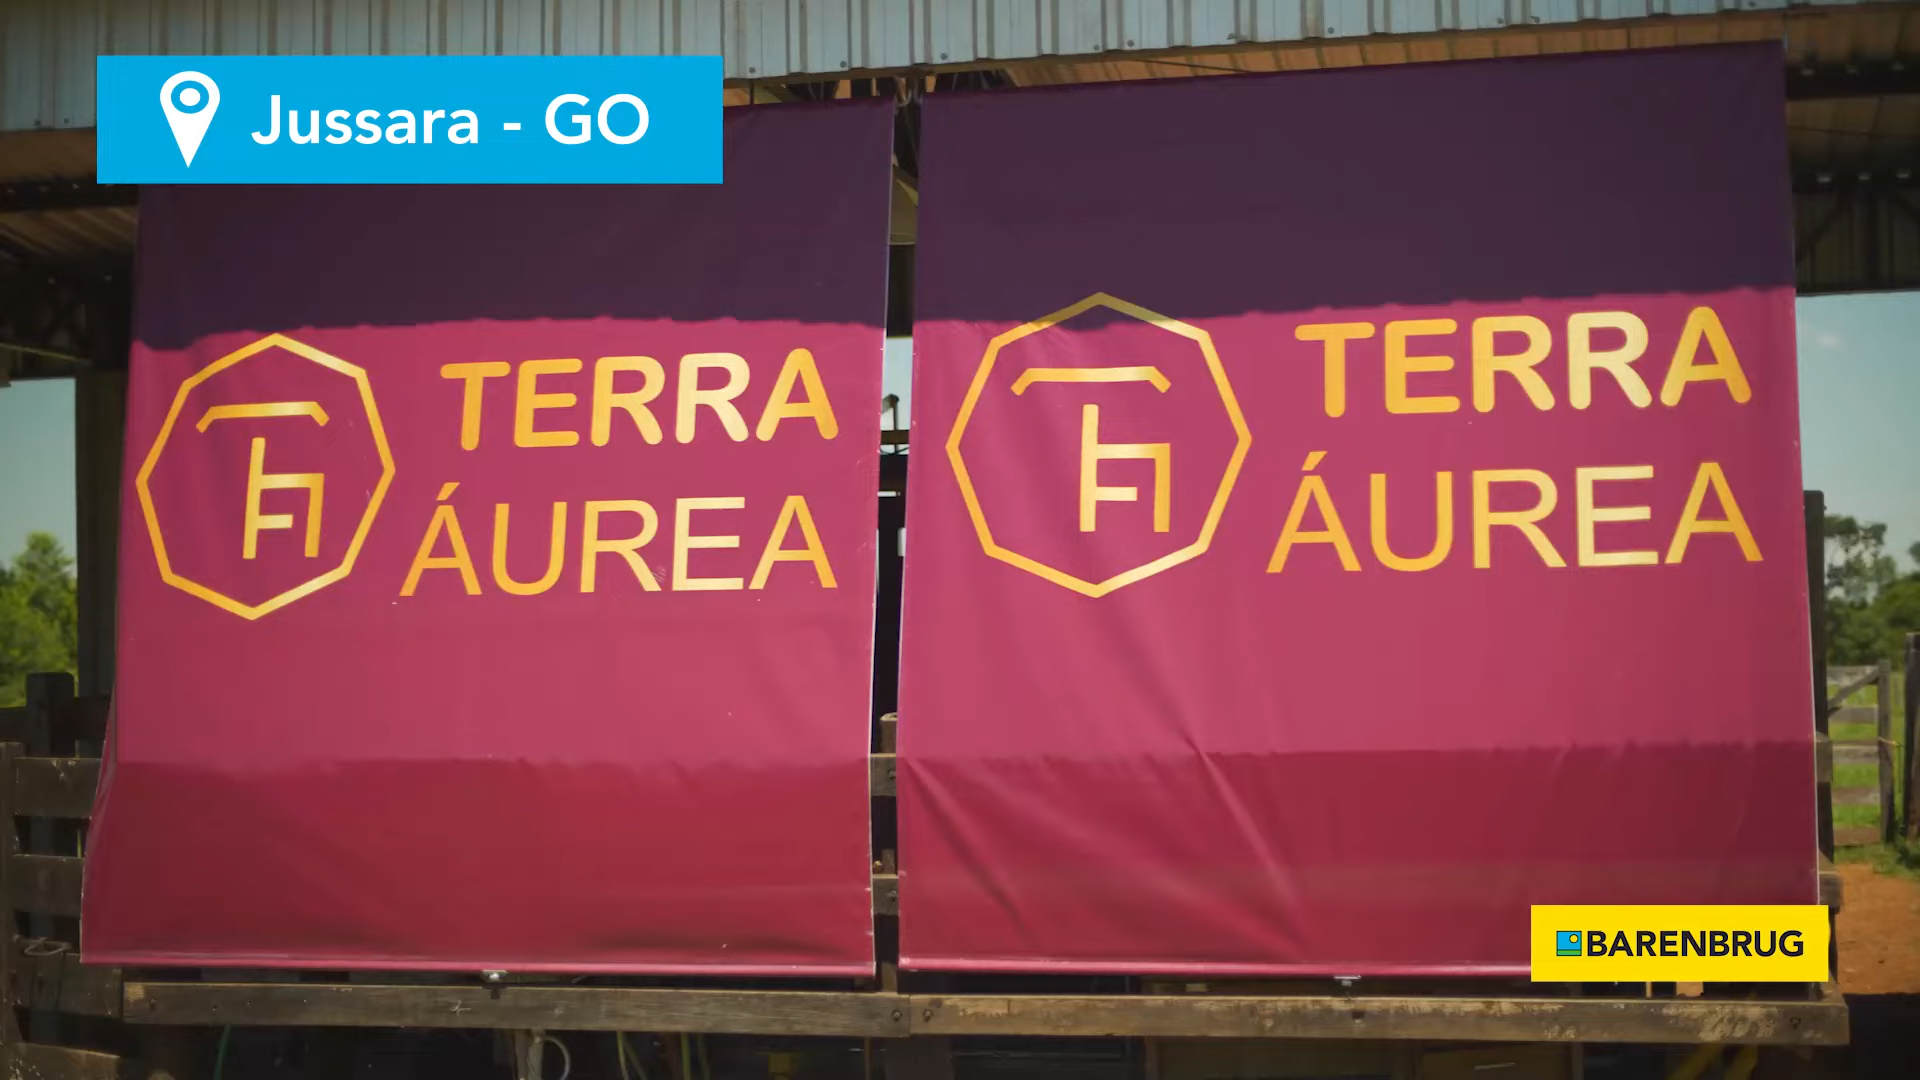 Jussara - GO
TERRA
ÁUREA
TERRA
ÁUREA
BARENBRUG